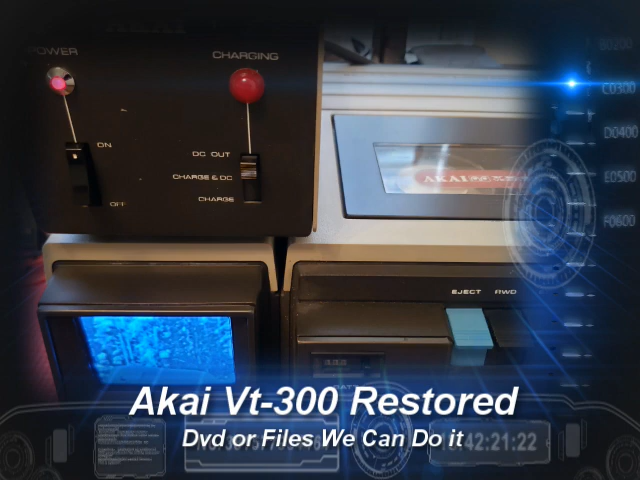 POWER
CHARGING
ON
OFF
DC OUT
CHARGE & DC
CHARGE
AKAI
EJECT RWD
C0300
D0400
E0500
F0600
Akai Vt-300 Restored
Dvd or Files We Can Do it
42:21:22